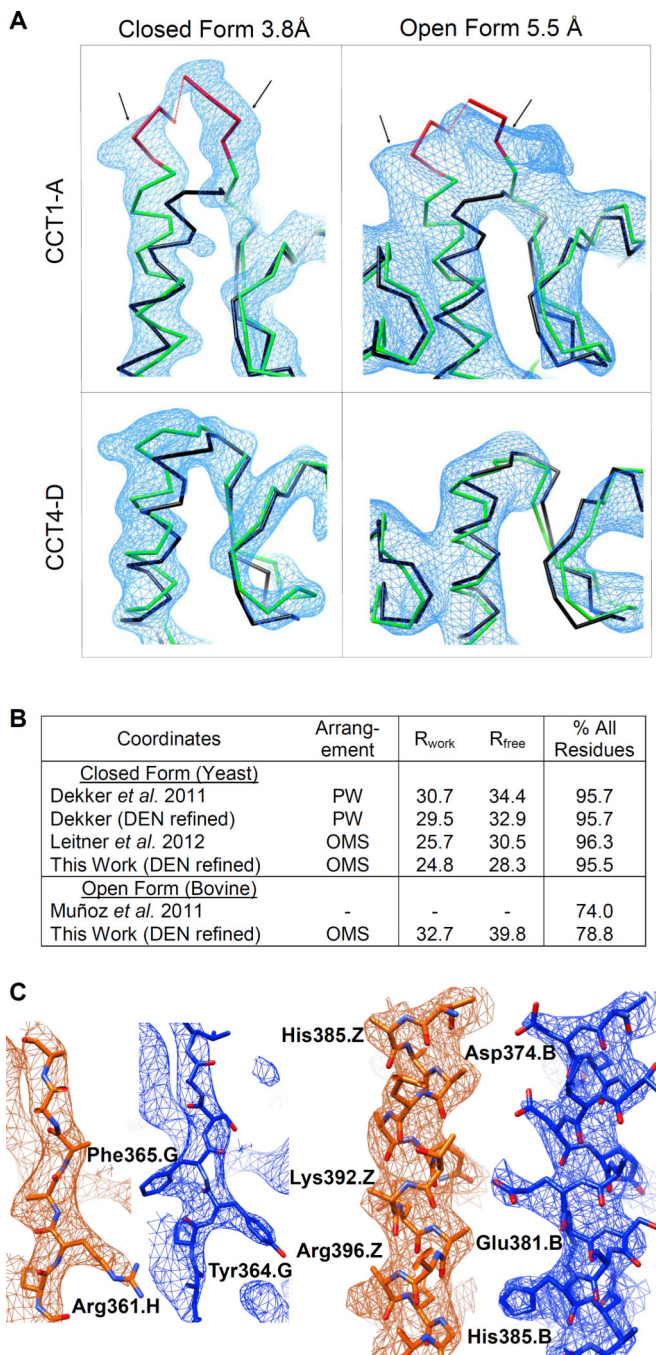 A
Closed Form 3.8Å
Open Form 5.5 Å
CCT1-A
CCT4-D
B
Coordinates Arrang-ement R_work R_free % All Residues
Closed Form (Yeast)
Dekker et al. 2011 PW 30.7 34.4 95.7
Dekker (DEN refined) PW 29.5 32.9 95.7
Leitner et al. 2012 OMS 25.7 30.5 96.3
This Work (DEN refined) OMS 24.8 28.3 95.5
Open Form (Bovine)
Muñoz et al. 2011 - - - 74.0
This Work (DEN refined) OMS 32.7 39.8 78.8
C
His385.Z
Asp374.B
Phe365.G
Lys392.Z
Arg396.Z
Glu381.B
Tyr364.G
Arg361.H
His385.B